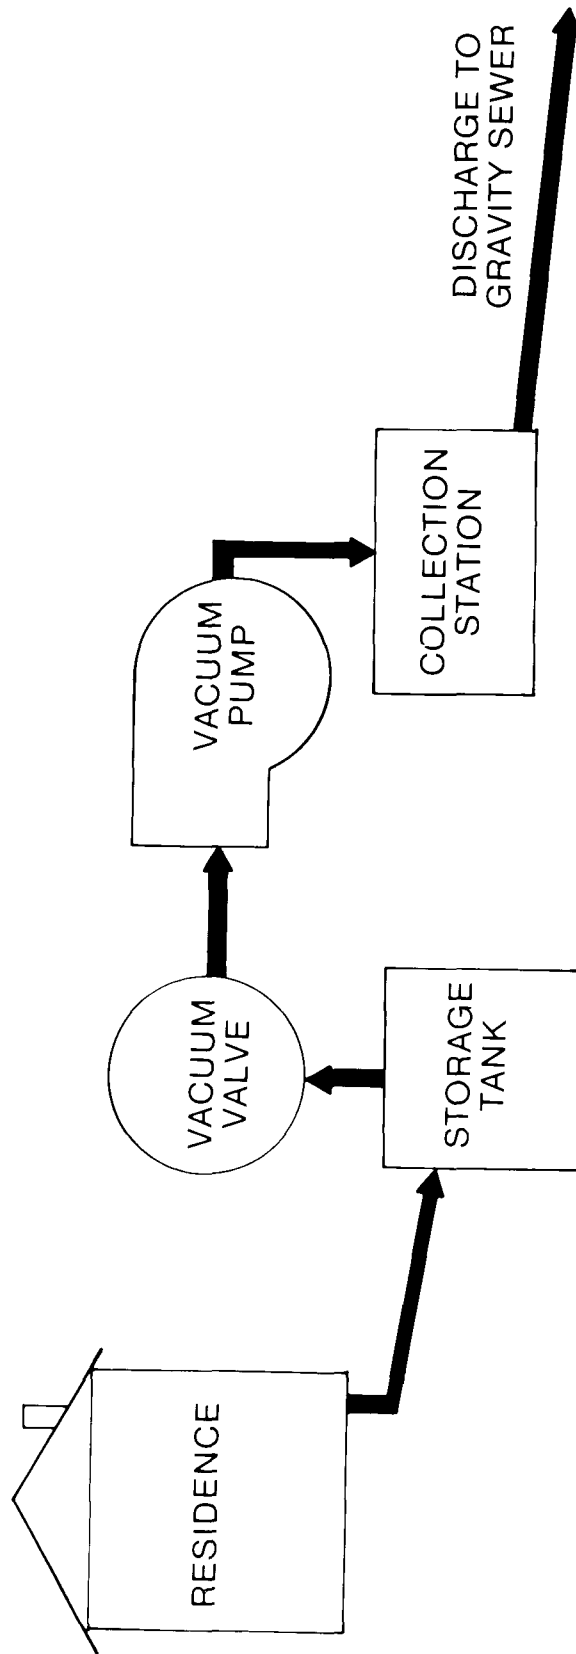 RESIDENCE
STORAGE
TANK
VACUUM
VALVE
VACUUM
PUMP
COLLECTION
STATION
DISCHARGE TO
GRAVITY SEWER